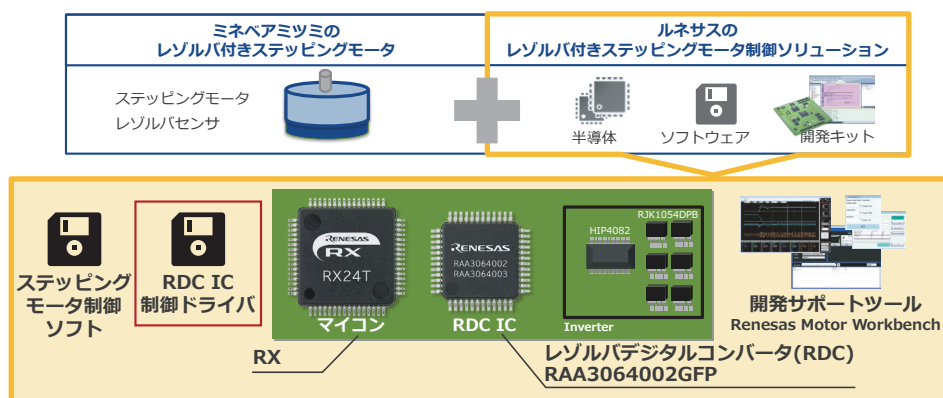 ミネベアミツミの
レゾルバ付きステッピングモータ
ルネサスの
レゾルバ付きステッピングモータ制御ソリューション
ステッピングモータ
レゾルバセンサ
半導体
ソフトウェア
開発キット
ステッピング
モータ制御
ソフト
RDC IC
制御ドライバ
RENESAS
RX
RX24T
マイコン
RENESAS
RAA3064002
RAA3064003
RDC IC
HIP4082
RJK1054DPB
Inverter
開発サポートツール
Renesas Motor Workbench
RX
レゾルバデジタルコンバータ(RDC)
RAA3064002GFP